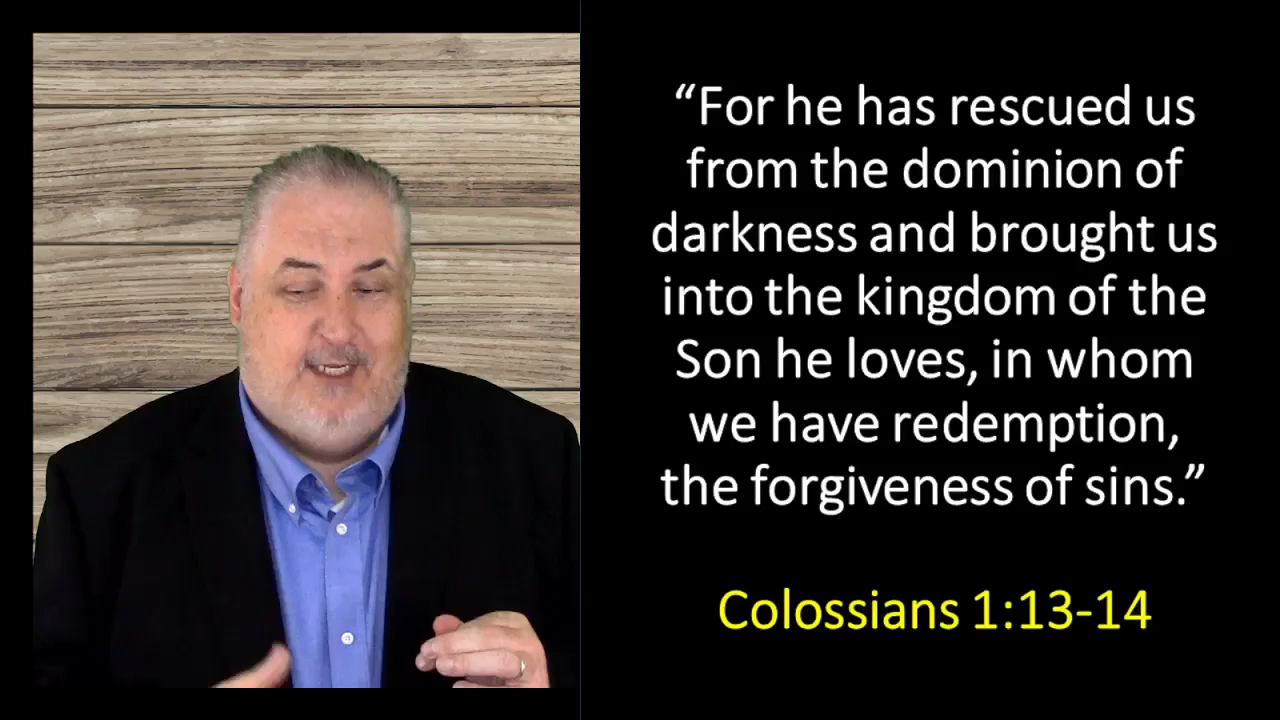 “For he has rescued us
from the dominion of
darkness and brought us
into the kingdom of the
Son he loves, in whom
we have redemption,
the forgiveness of sins.”
Colossians 1:13-14